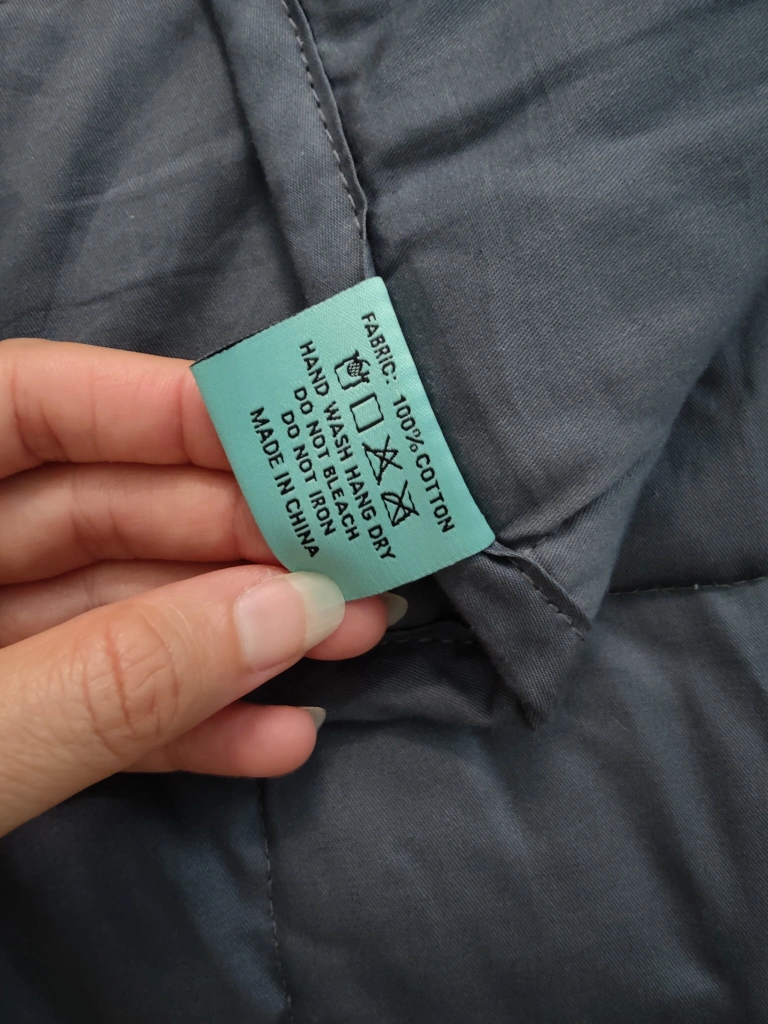 FABRIC: 100% COTTON
HAND WASH HANG DRY
DO NOT BLEACH
DO NOT IRON
MADE IN CHINA